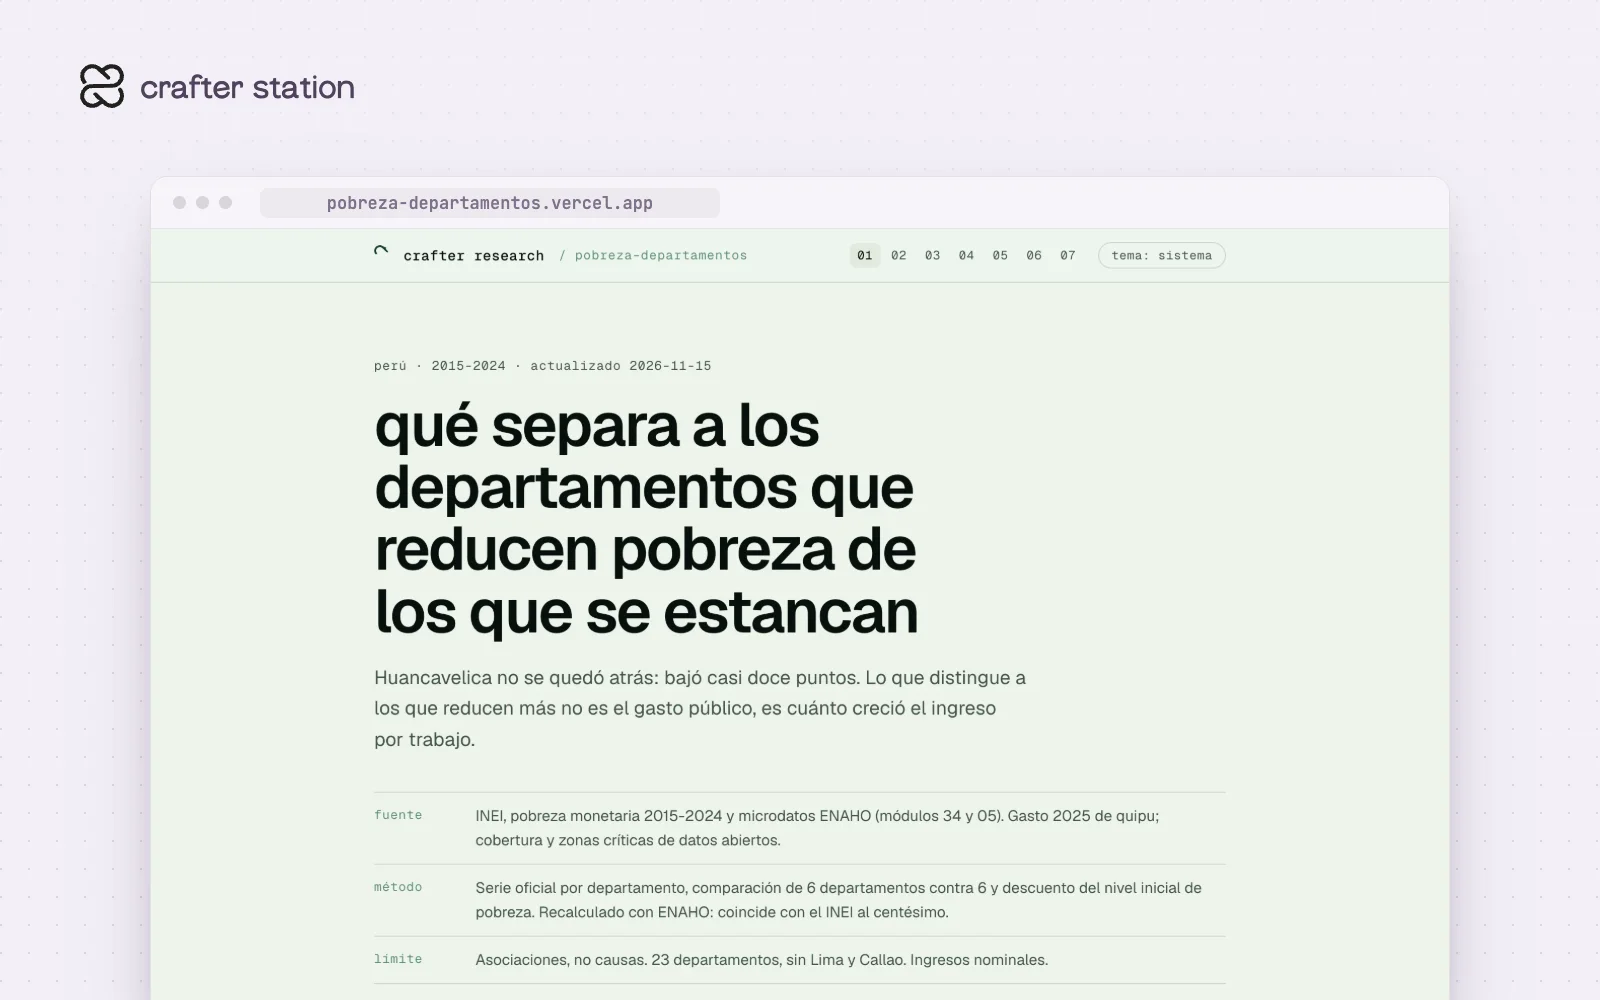 crafter station
pobreza-departamentos.vercel.app
crafter research / pobreza-departamentos
01 02 03 04 05 06 07
tema: sistema
perú · 2015-2024 · actualizado 2026-11-15
qué separa a los
departamentos que
reducen pobreza de
los que se estancan
Huancavelica no se quedó atrás: bajó casi doce puntos. Lo que distingue a
los que reducen más no es el gasto público, es cuánto creció el ingreso
por trabajo.
fuente
INEI, pobreza monetaria 2015-2024 y microdatos ENAHO (módulos 34 y 05). Gasto 2025 de quipu;
cobertura y zonas críticas de datos abiertos.
método
Serie oficial por departamento, comparación de 6 departamentos contra 6 y descuento del nivel inicial de
pobreza. Recalculado con ENAHO: coincide con el INEI al centésimo.
límite
Asociaciones, no causas. 23 departamentos, sin Lima y Callao. Ingresos nominales.